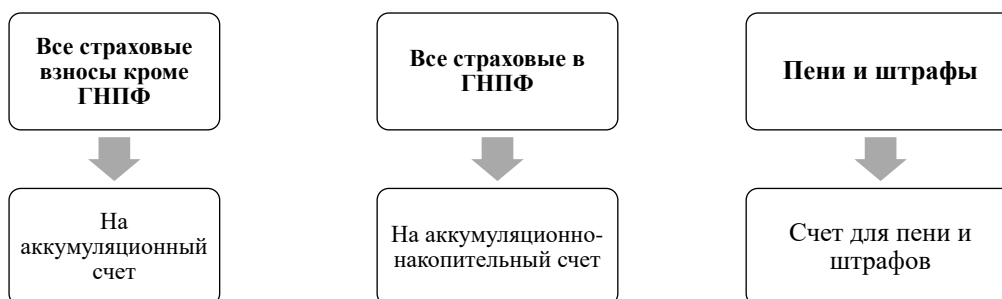 Все страховые
взносы кроме
ГНПФ
На
аккумуляционный
счет
Все страховые в
ГНПФ
На аккумуляционно-
накопительный счет
Пени и штрафы
Счет для пени и
штрафов